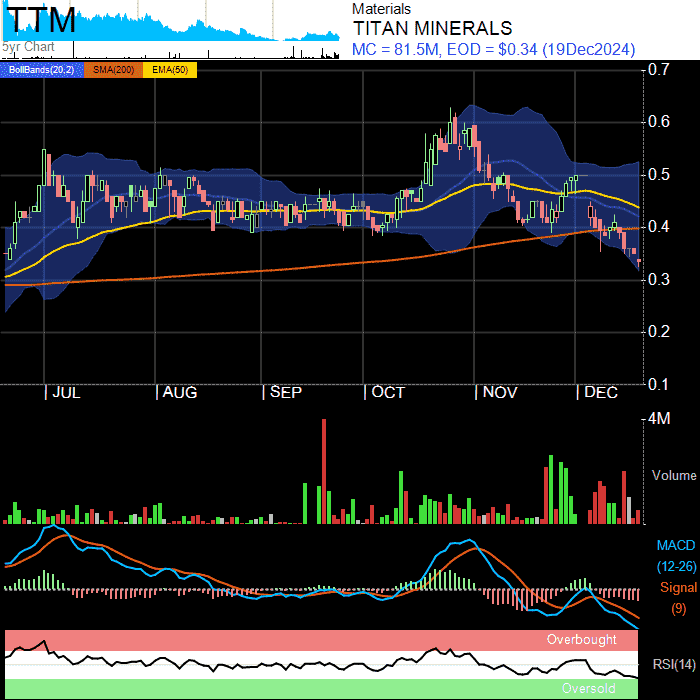 TTM
5yr Chart
Materials
TITAN MINERALS
MC = 81.5M, EOD = $0.34 (19Dec2024)
BollBands(20,2) SMA(200) EMA(50)
0.7
0.6
0.5
0.4
0.3
0.2
0.1
| JUL | AUG | SEP | OCT | NOV | DEC
4M
Volume
MACD
(12-26)
Signal
(9)
Overbought
RSI(14)
Oversold